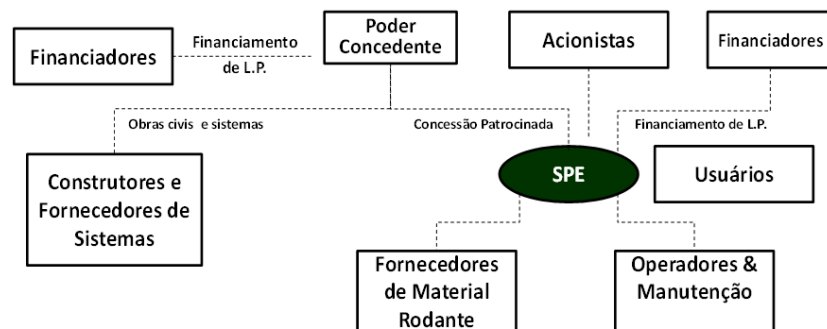 Financiadores
Financiamento
de L.P.
Poder
Concedente
Acionistas
Financiadores
Obras civis e sistemas
Concessão Patrocinada
Financiamento de L.P.
Construtores e
Fornecedores de
Sistemas
SPE
Usuários
Fornecedores
de Material
Rodante
Operadores &
Manutenção